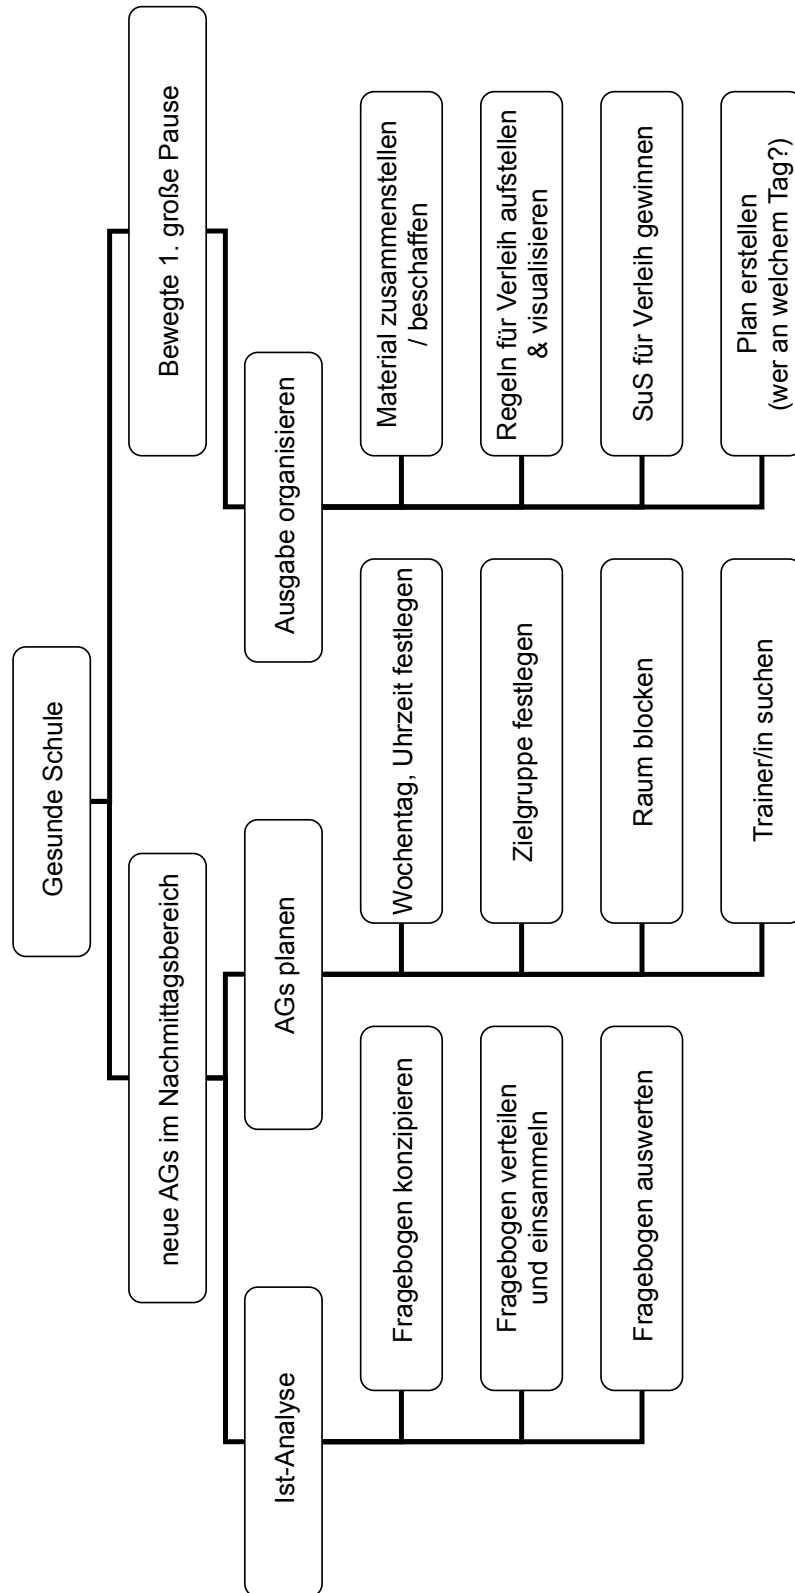 Gesunde Schule
neue AGs im Nachmittagsbereich
Bewegte 1. große Pause
Ist-Analyse
AGs planen
Ausgabe organisieren
Fragebogen konzipieren
Fragebogen verteilen
und einsammeln
Fragebogen auswerten
Wochentag, Uhrzeit festlegen
Zielgruppe festlegen
Raum blocken
Trainer/in suchen
Material zusammenstellen
/ beschaffen
Regeln für Verleih aufstellen
& visualisieren
SuS für Verleih gewinnen
Plan erstellen
(wer an welchem Tag?)